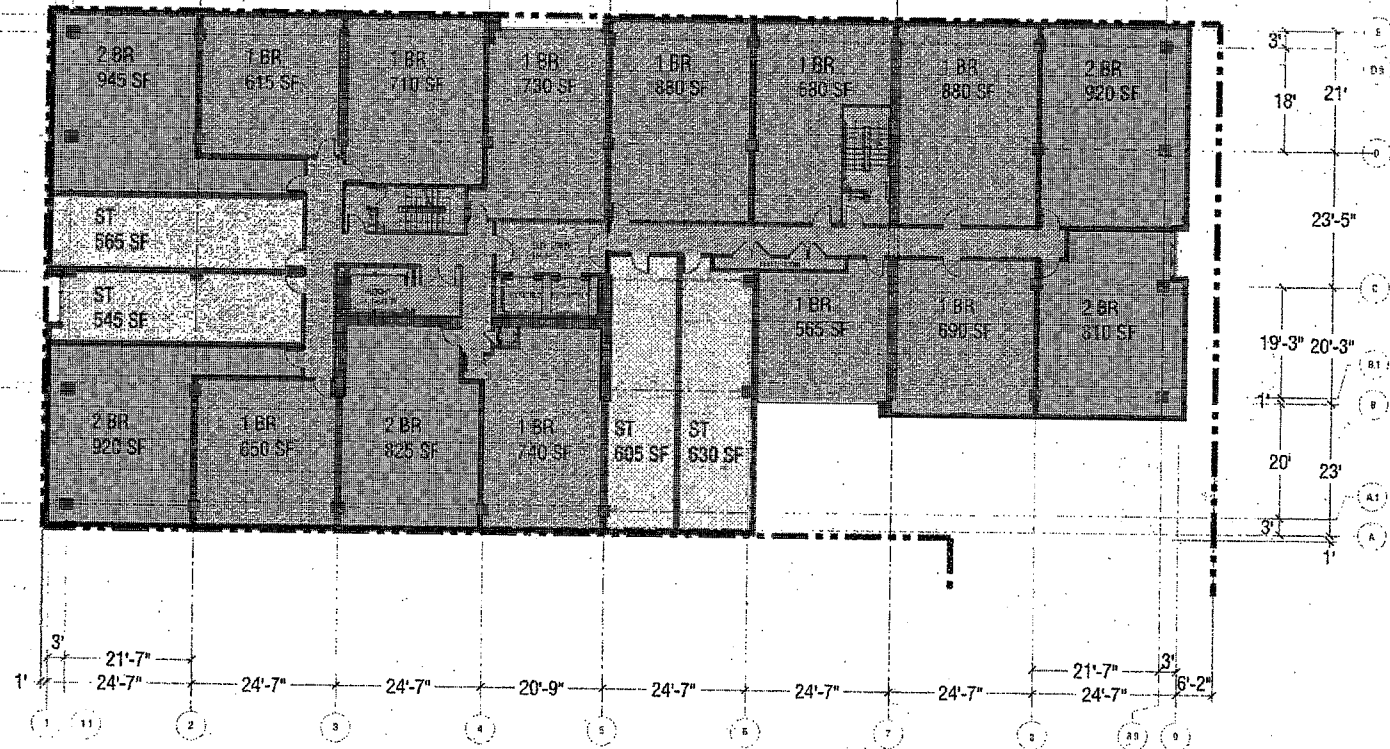 2 BR
945 SF
1 BR
615 SF
1 BR
710 SF
1 BR
730 SF
1 BR
880 SF
1 BR
680 SF
1 BR
880 SF
2 BR
920 SF
ST
565 SF
ST
545 SF
1 BR
565 SF
1 BR
690 SF
2 BR
810 SF
2 BR
920 SF
1 BR
650 SF
2 BR
825 SF
1 BR
740 SF
ST
605 SF
ST
630 SF
3'
18'
21'
23'-5"
19'-3"
20'-3"
1'
20'
23'
3'
1'
E
D
C
B.1
B
A.1
A
3'
21'-7"
21'-7"
3'
1'
24'-7"
24'-7"
24'-7"
20'-9"
24'-7"
24'-7"
24'-7"
24'-7"
6'-2"
1
2
3
4
5
6
7
8
9